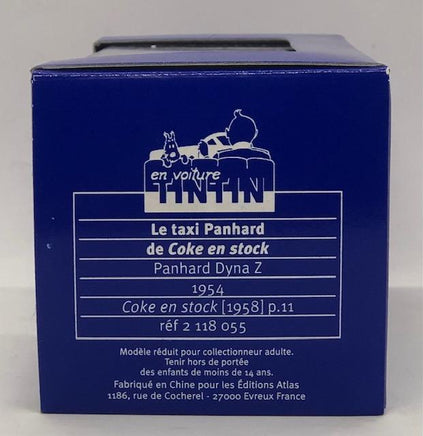 en voiture
TINTIN
Le taxi Panhard
de Coke en stock
Panhard Dyna Z
1954
Coke en stock [1958] p.11
réf 2 118 055
Modèle réduit pour collectionneur adulte.
Tenir hors de portée
des enfants de moins de 14 ans.
Fabriqué en Chine pour les Éditions Atlas
1186, rue de Cocherel - 27000 Evreux France